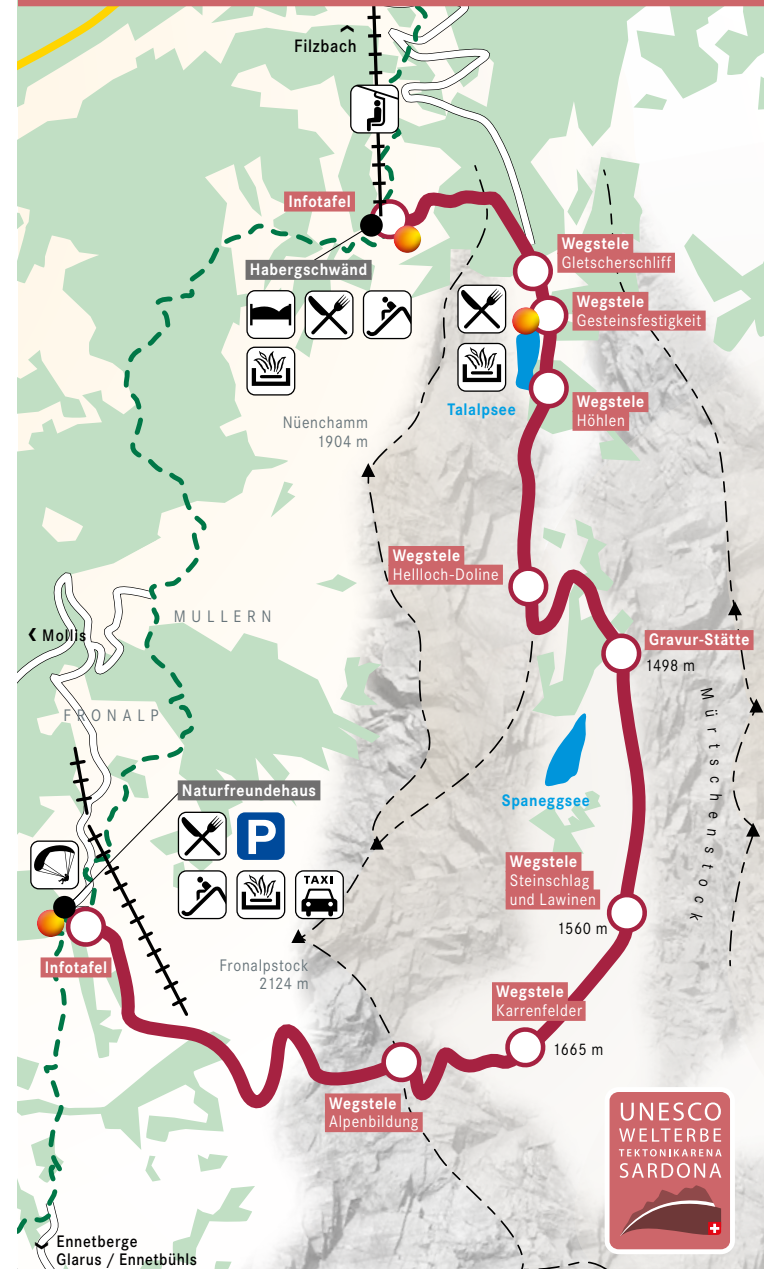 Filzbach
Infotafel
Habergschwänd
Wegstele
Gletscherschliff
Wegstele
Gesteinsfestigkeit
Talalpsee
Wegstele
Höhlen
Nüenchamm
1904 m
Wegstele
Hellloch-Doline
MULLERN
Mollis
Gravur-Stätte
1498 m
Mürtschenstock
FRONALP
Naturfreundehaus
P
TAXI
Spaneggsee
Wegstele
Steinschlag
und Lawinen
1560 m
Infotafel
Fronalpstock
2124 m
Wegstele
Karrenfelder
1665 m
Wegstele
Alpenbildung
UNESCO
WELTERBE
TEKTONIKARENA
SARDONA
Ennetberge
Glarus / Ennetbühls